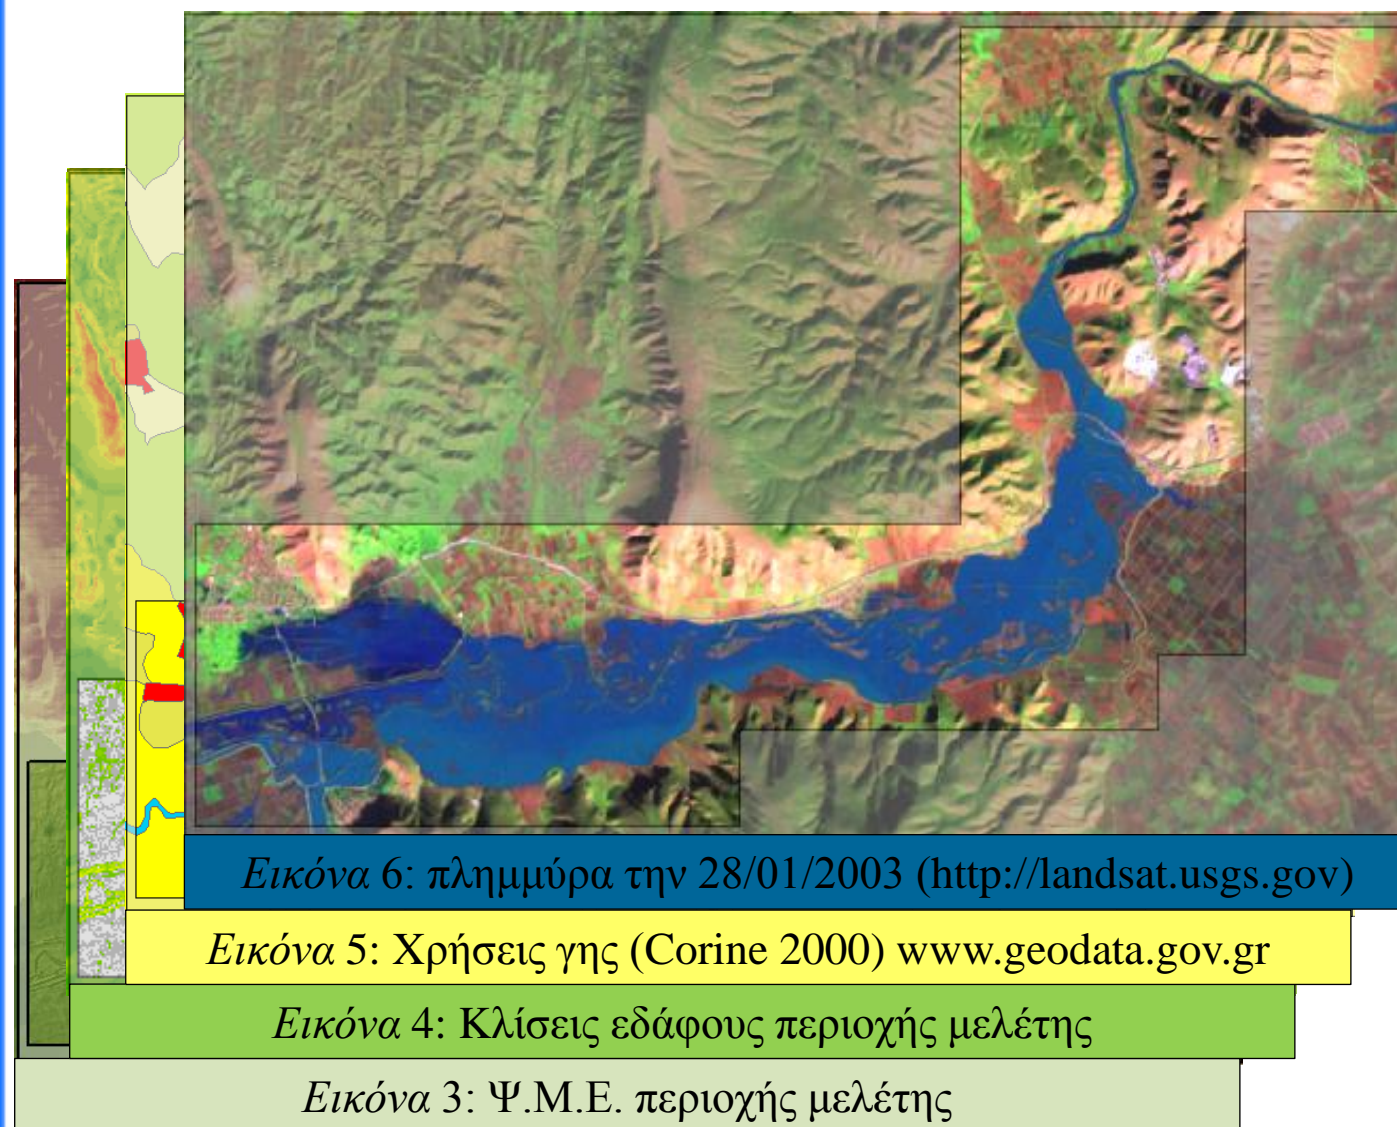 Εικόνα 6: πλημμύρα την 28/01/2003 (http://landsat.usgs.gov)
Εικόνα 5: Χρήσεις γης (Corine 2000) www.geodata.gov.gr
Εικόνα 4: Κλίσεις εδάφους περιοχής μελέτης
Εικόνα 3: Ψ.Μ.Ε. περιοχής μελέτης